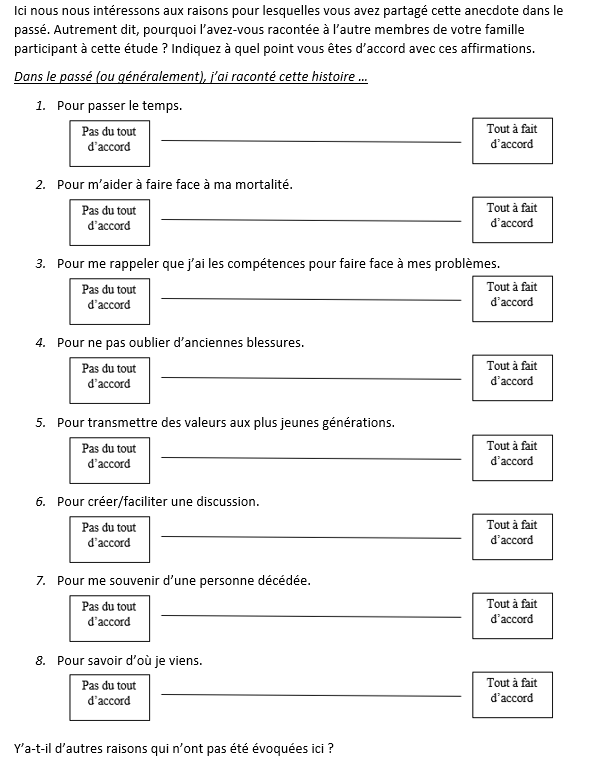 Ici nous nous intéressons aux raisons pour lesquelles vous avez partagé cette anecdote dans le
passé. Autrement dit, pourquoi l'avez-vous racontée à l'autre membres de votre famille
participant à cette étude ? Indiquez à quel point vous êtes d'accord avec ces affirmations.
Dans le passé (ou généralement), j'ai raconté cette histoire ...
1. Pour passer le temps.
Pas du tout Tout à fait
d'accord d'accord
2. Pour m'aider à faire face à ma mortalité.
Pas du tout Tout à fait
d'accord d'accord
3. Pour me rappeler que j'ai les compétences pour faire face à mes problèmes.
Pas du tout Tout à fait
d'accord d'accord
4. Pour ne pas oublier d'anciennes blessures.
Pas du tout Tout à fait
d'accord d'accord
5. Pour transmettre des valeurs aux plus jeunes générations.
Pas du tout Tout à fait
d'accord d'accord
6. Pour créer/faciliter une discussion.
Pas du tout Tout à fait
d'accord d'accord
7. Pour me souvenir d'une personne décédée.
Pas du tout Tout à fait
d'accord d'accord
8. Pour savoir d'où je viens.
Pas du tout Tout à fait
d'accord d'accord
Y'a-t-il d'autres raisons qui n'ont pas été évoquées ici ?